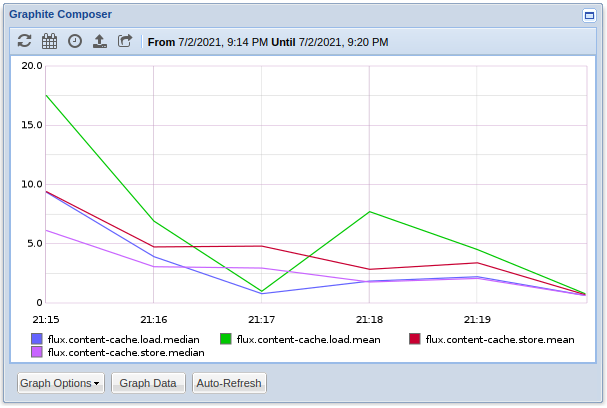 Graphite Composer
From 7/2/2021, 9:14 PM Until 7/2/2021, 9:20 PM
20.0
15.0
10.0
5.0
0
21:15 21:16 21:17 21:18 21:19
flux.content-cache.load.median flux.content-cache.load.mean flux.content-cache.store.mean
flux.content-cache.store.median
Graph Options Graph Data Auto-Refresh